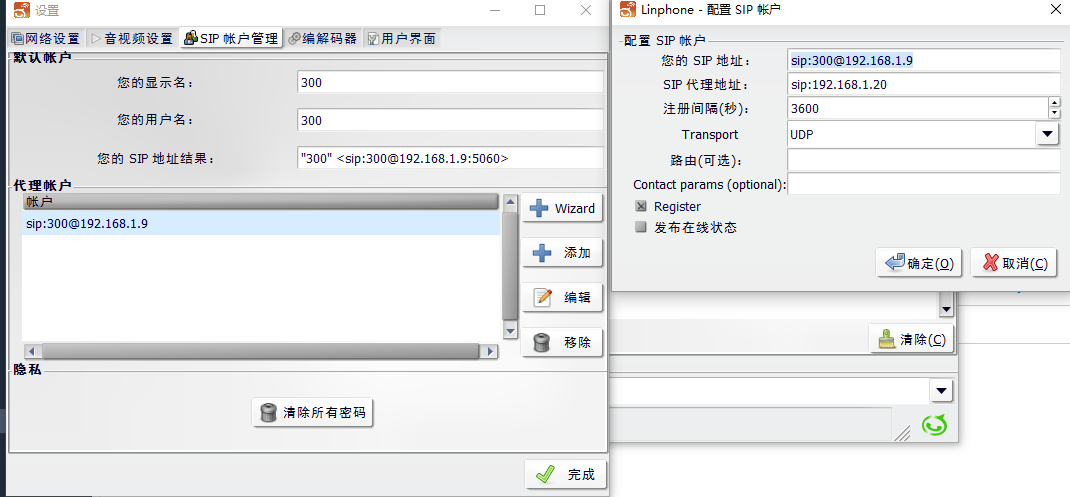 设置
网络设置 音视频设置 SIP 帐户管理 编解码器 用户界面
默认帐户
您的显示名： 300
您的用户名： 300
您的 SIP 地址结果： "300" <sip:300@192.168.1.9:5060>
代理帐户
帐户
sip:300@192.168.1.9
Wizard
添加
编辑
移除
隐私
清除所有密码
完成
Linphone - 配置 SIP 帐户
配置 SIP 帐户
您的 SIP 地址： sip:300@192.168.1.9
SIP 代理地址： sip:192.168.1.20
注册间隔(秒)： 3600
Transport UDP
路由(可选)：
Contact params (optional):
Register
发布在线状态
确定(O) 取消(C)
清除(C)